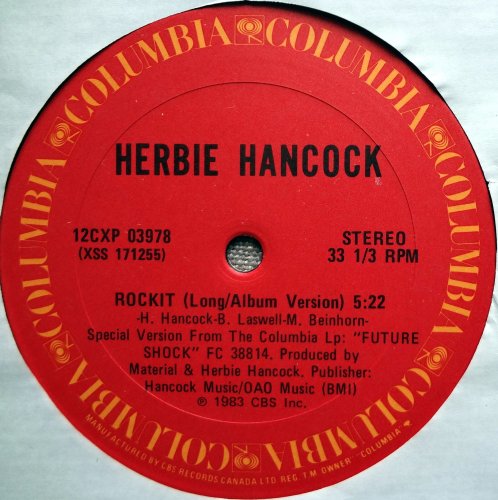 COLUMBIA COLUMBIA COLUMBIA COLUMBIA COLUMBIA COLUMBIA COLUMBIA
HERBIE HANCOCK
12CXP 03978
(XSS 171255)
STEREO
33 1/3 RPM
ROCKIT (Long/Album Version) 5:22
-H. Hancock-B. Laswell-M. Beinhorn-
Special Version From The Columbia Lp: "FUTURE
SHOCK" FC 38814. Produced by
Material & Herbie Hancock, Publisher:
Hancock Music/OAO Music (BMI)
℗ 1983 CBS Inc.
MANUFACTURED BY CBS RECORDS CANADA LTD REG T M OWNER "COLUMBIA"